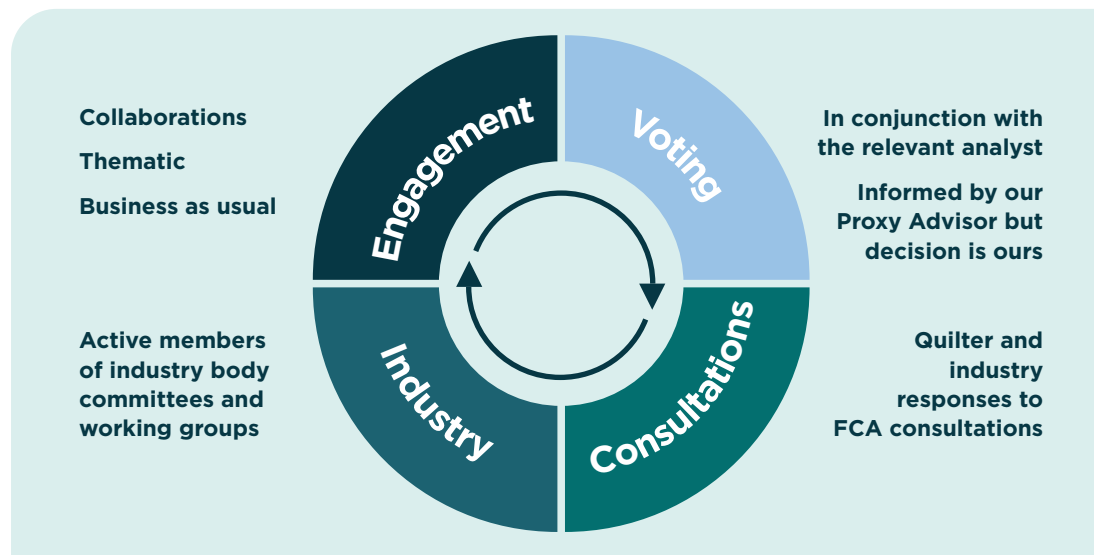 Collaborations
Thematic
Business as usual
Engagement
Voting
In conjunction with
the relevant analyst
Informed by our
Proxy Advisor but
decision is ours
Active members
of industry body
committees and
working groups
Industry
Consultations
Quilter and
industry
responses to
FCA consultations